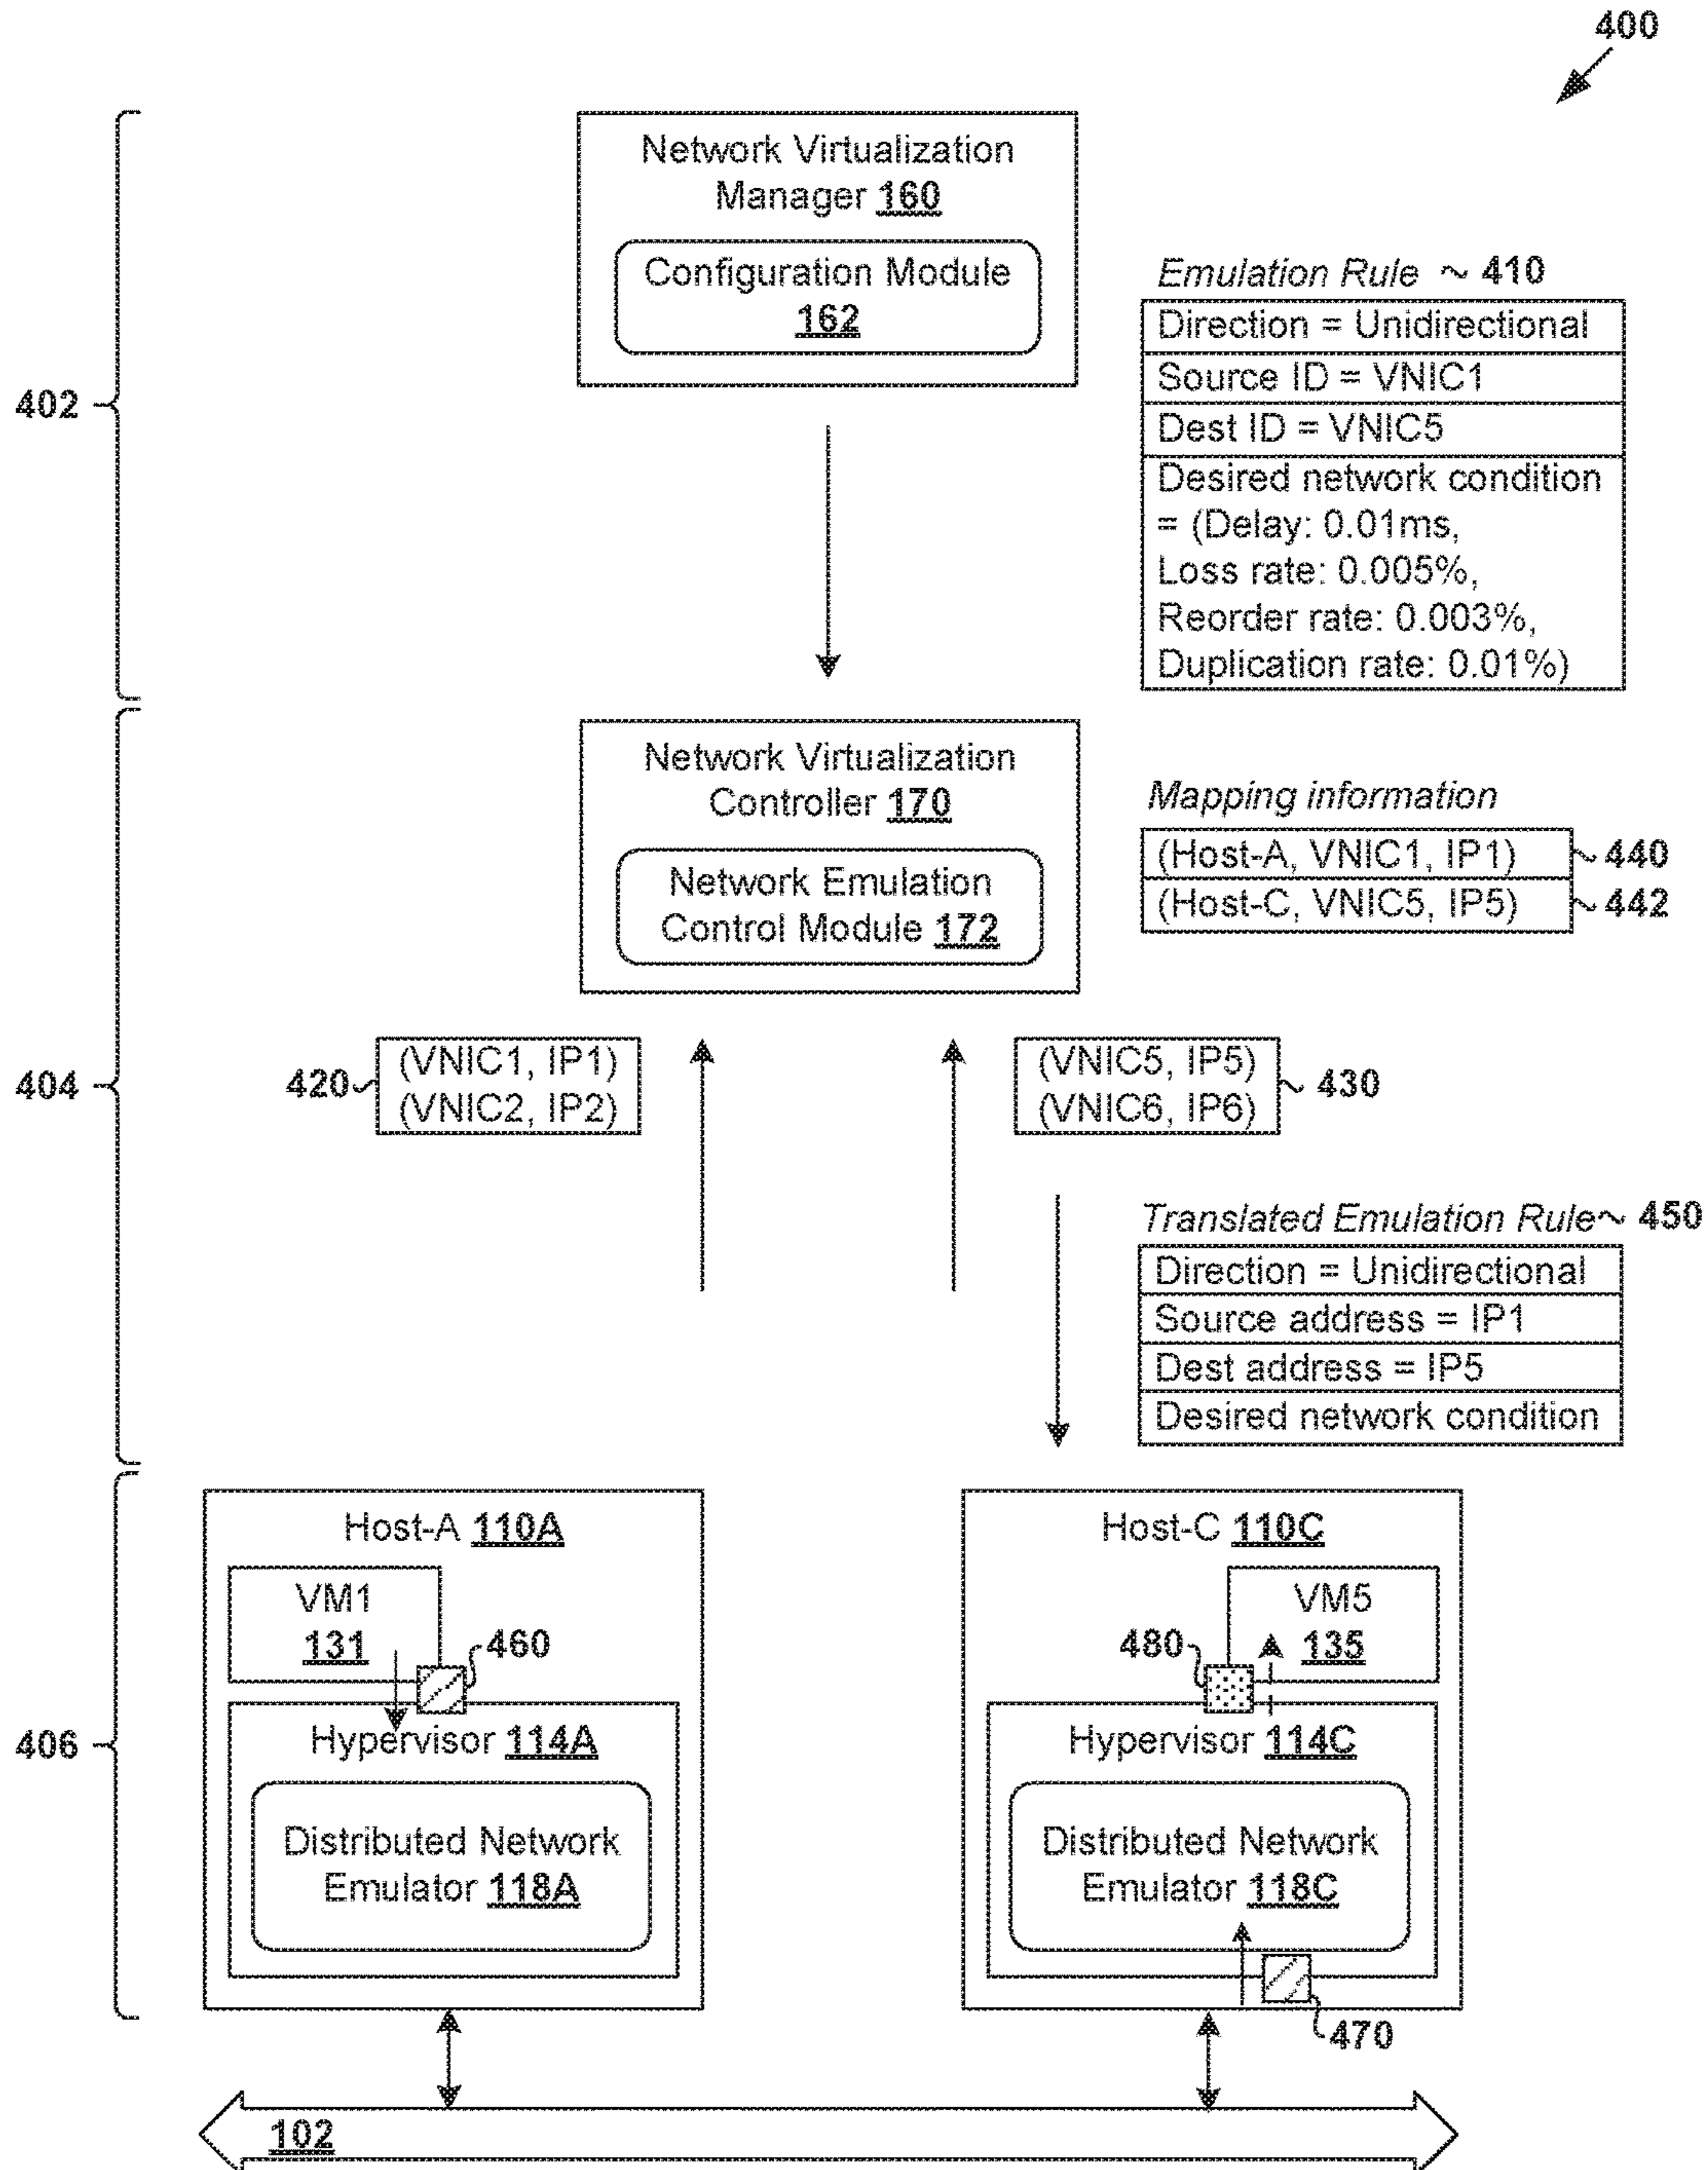 400
Network Virtualization
Manager 160
Configuration Module
162
402
Emulation Rule ~ 410
Direction = Unidirectional
Source ID = VNIC1
Dest ID = VNIC5
Desired network condition
= (Delay: 0.01ms,
Loss rate: 0.005%,
Reorder rate: 0.003%,
Duplication rate: 0.01%)
Network Virtualization
Controller 170
Network Emulation
Control Module 172
Mapping information
(Host-A, VNIC1, IP1) ~ 440
(Host-C, VNIC5, IP5) ~ 442
404
420
(VNIC1, IP1)
(VNIC2, IP2)
(VNIC5, IP5)
(VNIC6, IP6)
430
Translated Emulation Rule ~ 450
Direction = Unidirectional
Source address = IP1
Dest address = IP5
Desired network condition
406
Host-A 110A
VM1
131
460
Hypervisor 114A
Distributed Network
Emulator 118A
Host-C 110C
VM5
135
480
Hypervisor 114C
Distributed Network
Emulator 118C
470
102